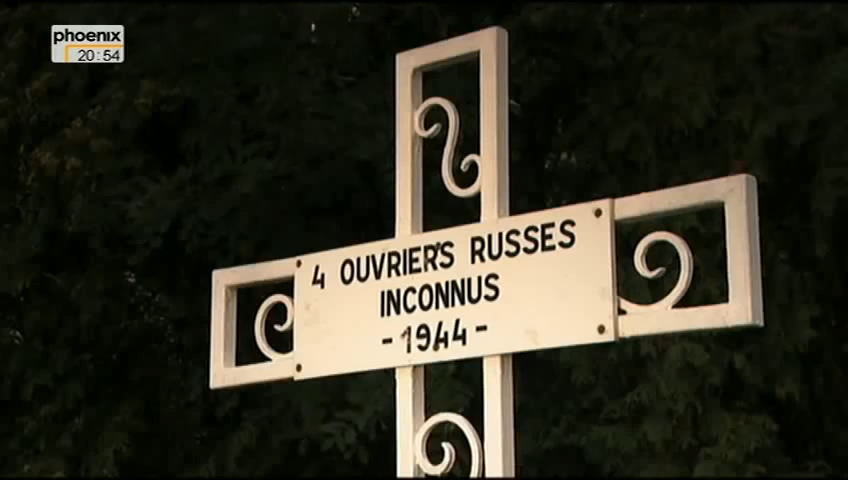 phoenix
20:54
4 OUVRIERS RUSSES
INCONNUS
-1944-